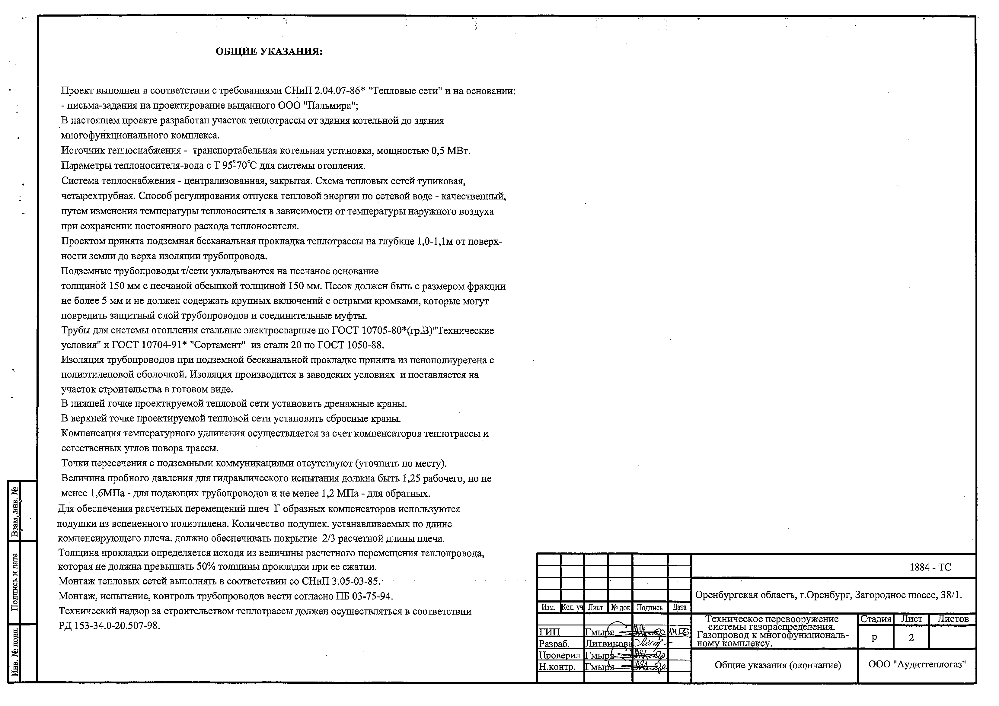 ОБЩИЕ УКАЗАНИЯ:
Проект выполнен в соответствии с требованиями СНиП 2.04.07-86* "Тепловые сети" и на основании:
- письма-задания на проектирование выданного ООО "Пальмира";
В настоящем проекте разработан участок теплотрассы от здания котельной до здания
многофункционального комплекса.
Источник теплоснабжения - транспортабельная котельная установка, мощностью 0,5 МВт.
Параметры теплоносителя-вода с Т 95°-70°С для системы отопления.
Система теплоснабжения - централизованная, закрытая. Схема тепловых сетей тупиковая,
четырехтрубная. Способ регулирования отпуска тепловой энергии по сетевой воде - качественный,
путем изменения температуры теплоносителя в зависимости от температуры наружного воздуха
при сохранении постоянного расхода теплоносителя.
Проектом принята подземная бесканальная прокладка теплотрассы на глубине 1,0-1,1м от поверх-
ности земли до верха изоляции трубопровода.
Подземные трубопроводы т/сети укладываются на песчаное основание
толщиной 150 мм с песчаной обсыпкой толщиной 150 мм. Песок должен быть с размером фракции
не более 5 мм и не должен содержать крупных включений с острыми кромками, которые могут
повредить защитный слой трубопроводов и соединительные муфты.
Трубы для системы отопления стальные электросварные по ГОСТ 10705-80*(гр.В)"Технические
условия" и ГОСТ 10704-91* "Сортамент" из стали 20 по ГОСТ 1050-88.
Изоляция трубопроводов при подземной бесканальной прокладке принята из пенополиуретена с
полиэтиленовой оболочкой. Изоляция производится в заводских условиях и поставляется на
участок строительства в готовом виде.
В нижней точке проектируемой тепловой сети установить дренажные краны.
В верхней точке проектируемой тепловой сети установить сбросные краны.
Компенсация температурного удлинения осуществляется за счет компенсаторов теплотрассы и
естественных углов повора трассы.
Точки пересечения с подземными коммуникациями отсутствуют (уточнить по месту).
Величина пробного давления для гидравлического испытания должна быть 1,25 рабочего, но не
менее 1,6МПа - для подающих трубопроводов и не менее 1,2 МПа - для обратных.
Для обеспечения расчетных перемещений плеч Г образных компенсаторов используются
подушки из вспененного полиэтилена. Количество подушек. устанавливаемых по длине
компенсирующего плеча. должно обеспечивать покрытие 2/3 расчетной длины плеча.
Толщина прокладки определяется исходя из величины расчетного перемещения теплопровода,
которая не должна превышать 50% толщины прокладки при ее сжатии.
Монтаж тепловых сетей выполнять в соответствии со СНиП 3.05-03-85.
Монтаж, испытание, контроль трубопроводов вести согласно ПБ 03-75-94.
Технический надзор за строительством теплотрассы должен осуществляться в соответствии
РД 153-34.0-20.507-98.
Взам. инв. №
Подпись и дата
Инв. № подл.
1884 - ТС
Оренбургская область, г.Оренбург, Загородное шоссе, 38/1.
Изм. Кол. уч Лист № док Подпись Дата
ГИП Гмыря
Разраб. Литвинова
Проверил Гмыря
Н.контр. Гмыря
Техническое перевооружение
системы газораспределения.
Газопровод к многофункциональ-
ному комплексу.
Стадия Лист Листов
р 2
Общие указания (окончание)
ООО "Аудиттеплогаз"